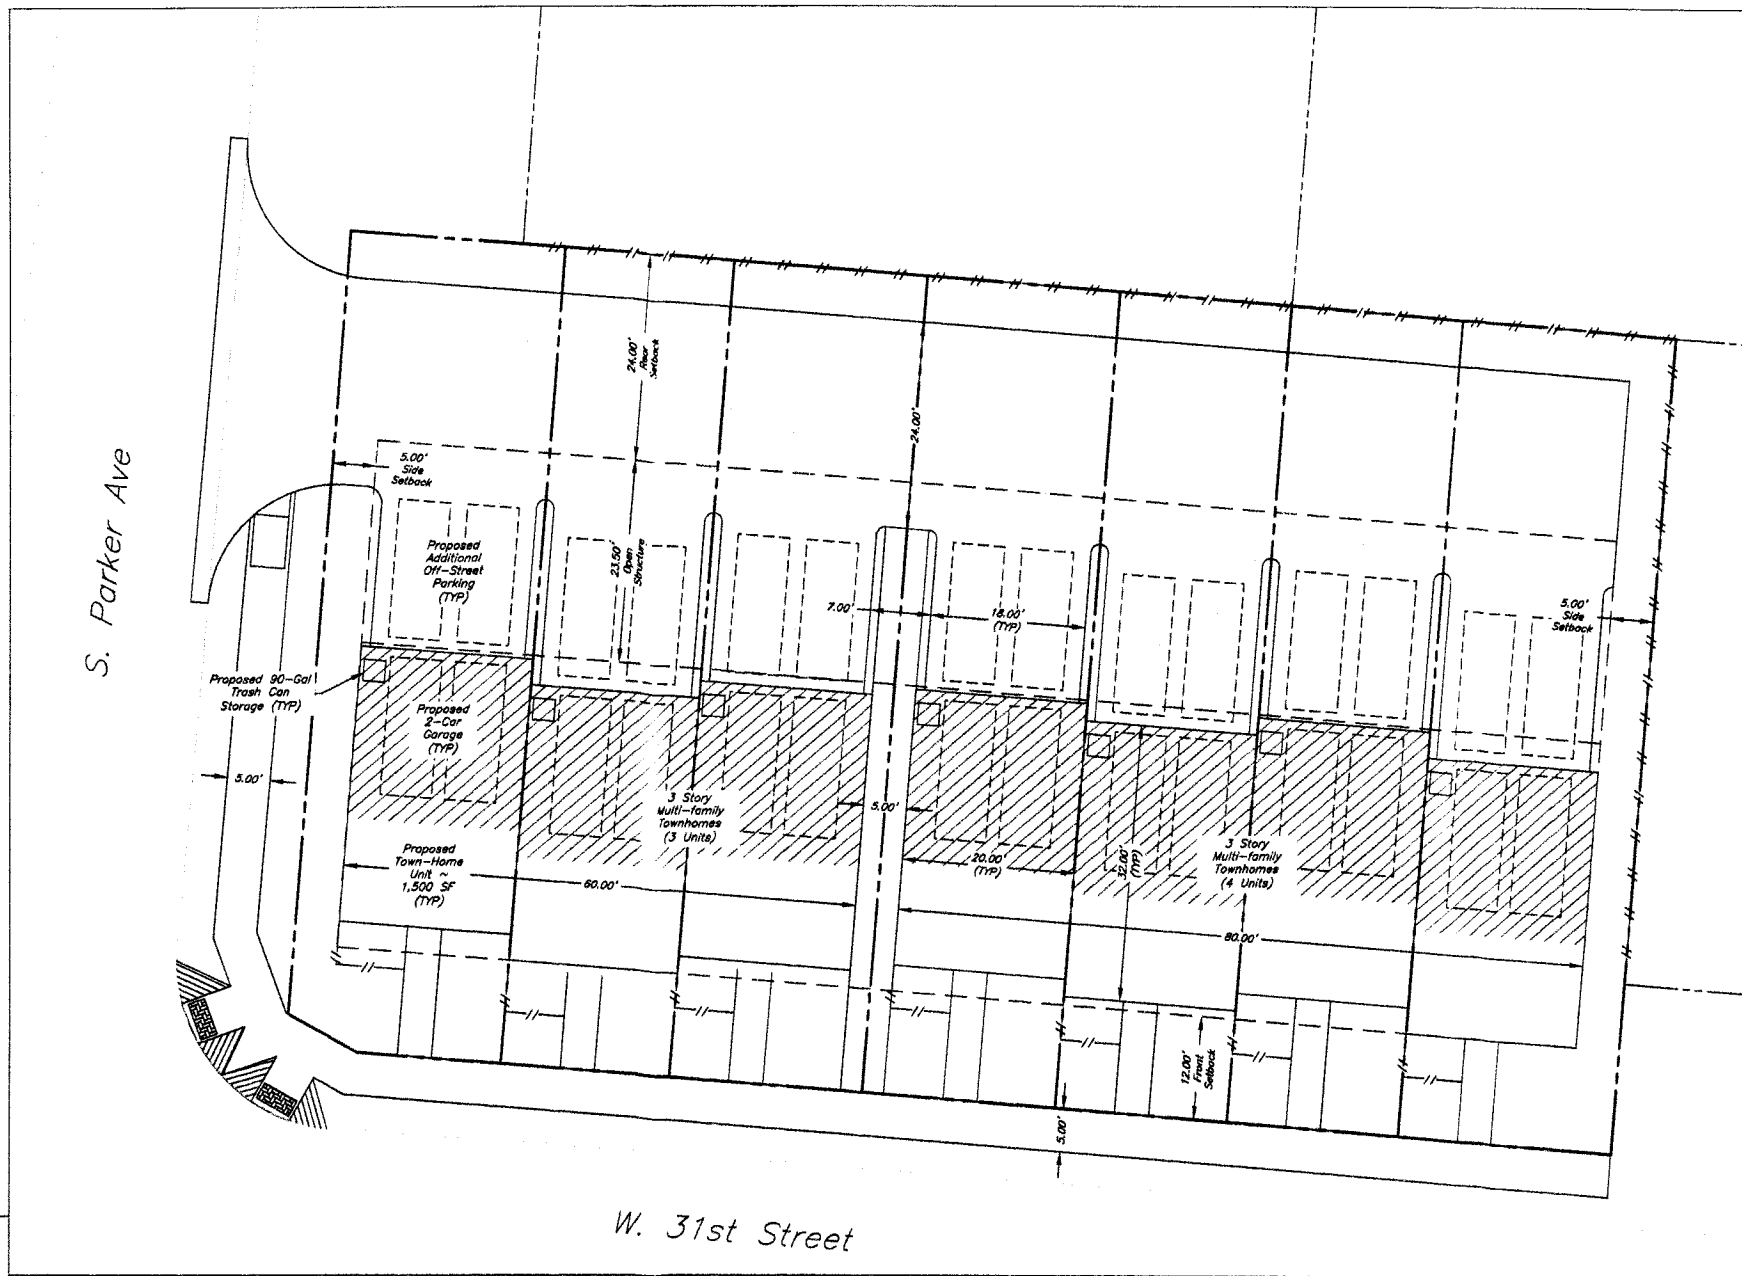 24.00'
Rear
Setback
24.00'
S. Parker Ave
5.00'
Side
Setback
23.50'
Open
Structure
Proposed
Additional
Off-Street
Parking
(TYP)
7.00'
18.00'
(TYP)
5.00'
Side
Setback
Proposed 90-Gal
Trash Can
Storage (TYP)
Proposed
2-Car
Garage
(TYP)
5.00'
3 Story
Multi-family
Townhomes
(3 Units)
5.00'
Proposed
Town-Home
Unit ~
1,500 SF
(TYP)
60.00'
20.00'
(TYP)
32.00'
(TYP)
3 Story
Multi-family
Townhomes
(4 Units)
80.00'
12.00'
Front
Setback
5.00'
W. 31st Street